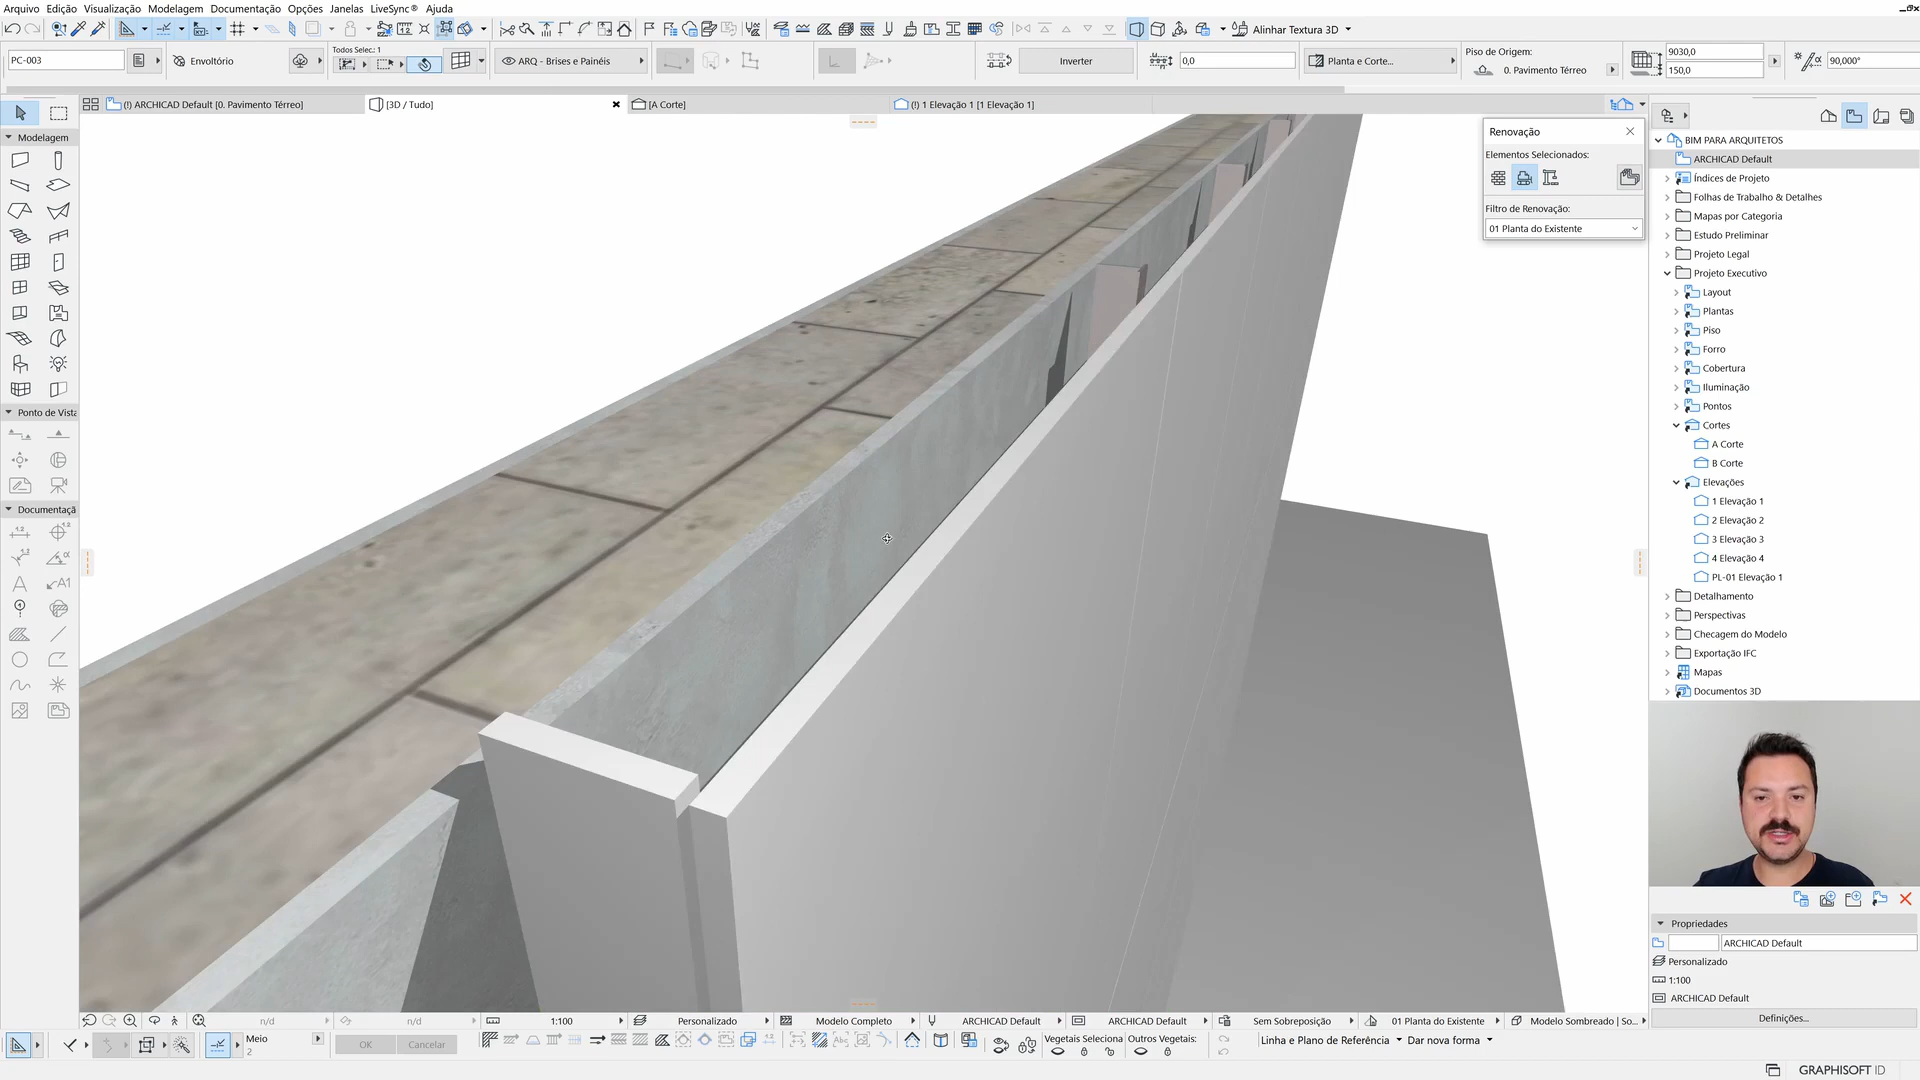 Arquivo Edição Visualização Modelagem Documentação Opções Janelas LiveSync® Ajuda
Alinhar Textura 3D
PC-003
Envoltório
Todos Selec.: 1
ARQ - Brises e Painéis
Inverter
0,0
Planta e Corte...
Piso de Origem:
0. Pavimento Térreo
9030,0
150,0
90,000°
(!) ARCHICAD Default [0. Pavimento Térreo]
[3D / Tudo]
[A Corte]
(!) 1 Elevação 1 [1 Elevação 1]
Modelagem
Ponto de Vista
Documentaçã
Renovação
Elementos Selecionados:
Filtro de Renovação:
01 Planta do Existente
BIM PARA ARQUITETOS
ARCHICAD Default
Índices de Projeto
Folhas de Trabalho & Detalhes
Mapas por Categoria
Estudo Preliminar
Projeto Legal
Projeto Executivo
Layout
Plantas
Piso
Forro
Cobertura
Iluminação
Pontos
Cortes
A Corte
B Corte
Elevações
1 Elevação 1
2 Elevação 2
3 Elevação 3
4 Elevação 4
PL-01 Elevação 1
Detalhamento
Perspectivas
Checagem do Modelo
Exportação IFC
Mapas
Documentos 3D
Propriedades
ARCHICAD Default
Personalizado
1:100
ARCHICAD Default
Definições...
n/d
n/d
1:100
Personalizado
Modelo Completo
ARCHICAD Default
ARCHICAD Default
Sem Sobreposição
01 Planta do Existente
Modelo Sombreado | So...
Meio
2
OK
Cancelar
Vegetais Seleciona
Outros Vegetais:
Linha e Plano de Referência
Dar nova forma
GRAPHISOFT ID